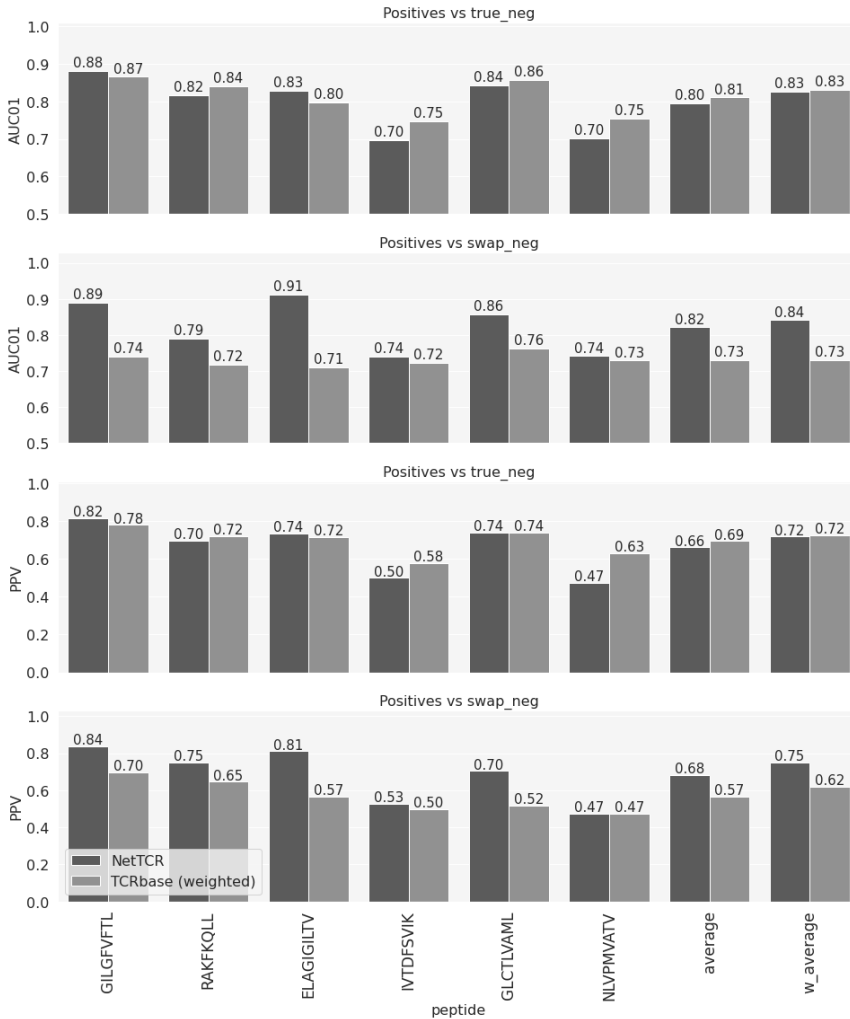 Positives vs true_neg
1.0
0.9
0.8
0.7
0.6
0.5
AUC01
0.88 0.87 0.82 0.84 0.83 0.80 0.70 0.75 0.84 0.86 0.70 0.75 0.80 0.81 0.83 0.83
Positives vs swap_neg
1.0
0.9
0.8
0.7
0.6
0.5
AUC01
0.89 0.74 0.79 0.72 0.91 0.71 0.74 0.72 0.86 0.76 0.74 0.73 0.82 0.73 0.84 0.73
Positives vs true_neg
1.0
0.8
0.6
0.4
0.2
0.0
PPV
0.82 0.78 0.70 0.72 0.74 0.72 0.50 0.58 0.74 0.74 0.47 0.63 0.66 0.69 0.72 0.72
Positives vs swap_neg
1.0
0.8
0.6
0.4
0.2
0.0
PPV
0.84 0.70 0.75 0.65 0.81 0.57 0.53 0.50 0.70 0.52 0.47 0.47 0.68 0.57 0.75 0.62
NetTCR
TCRbase (weighted)
GILGFVFTL
RAKFKQLL
ELAGIGILTV
IVTDFSVIK
GLCTLVAML
NLVPMVATV
average
w_average
peptide